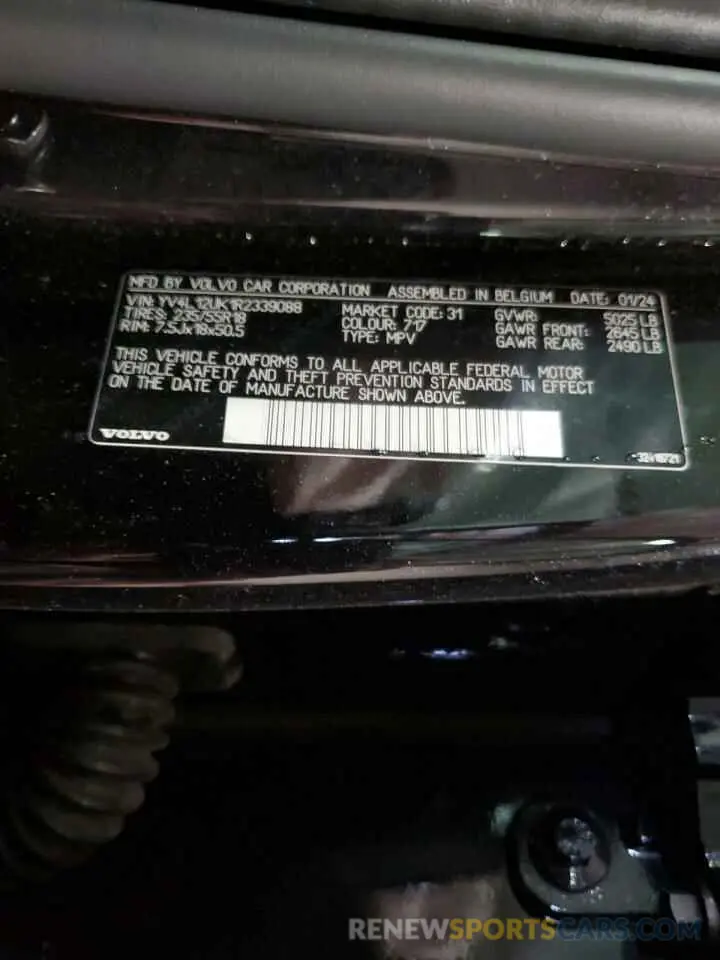 MFD BY VOLVO CAR CORPORATION ASSEMBLED IN BELGIUM DATE: 01/24
VIN: YV4L12UK1R2339088 MARKET CODE: 31 GVWR: 5025 LB
TIRES: 235/55R18 COLOUR: 717 GAWR FRONT: 2645 LB
RIM: 7.5Jx18x50.5 TYPE: MPV GAWR REAR: 2490 LB
THIS VEHICLE CONFORMS TO ALL APPLICABLE FEDERAL MOTOR
VEHICLE SAFETY AND THEFT PREVENTION STANDARDS IN EFFECT
ON THE DATE OF MANUFACTURE SHOWN ABOVE.
VOLVO
RENEWSPORTSCARS.COM